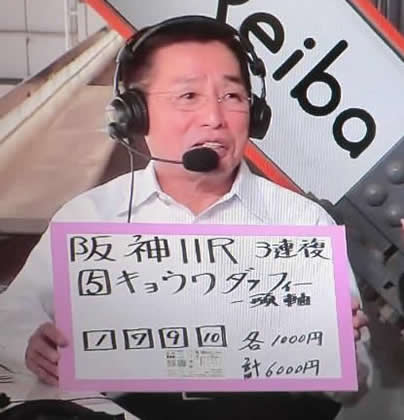 keiba
阪神11R 3連複
⑤キョウワダッフィー
一頭軸
1 7 9 10 各1000円
計6000円